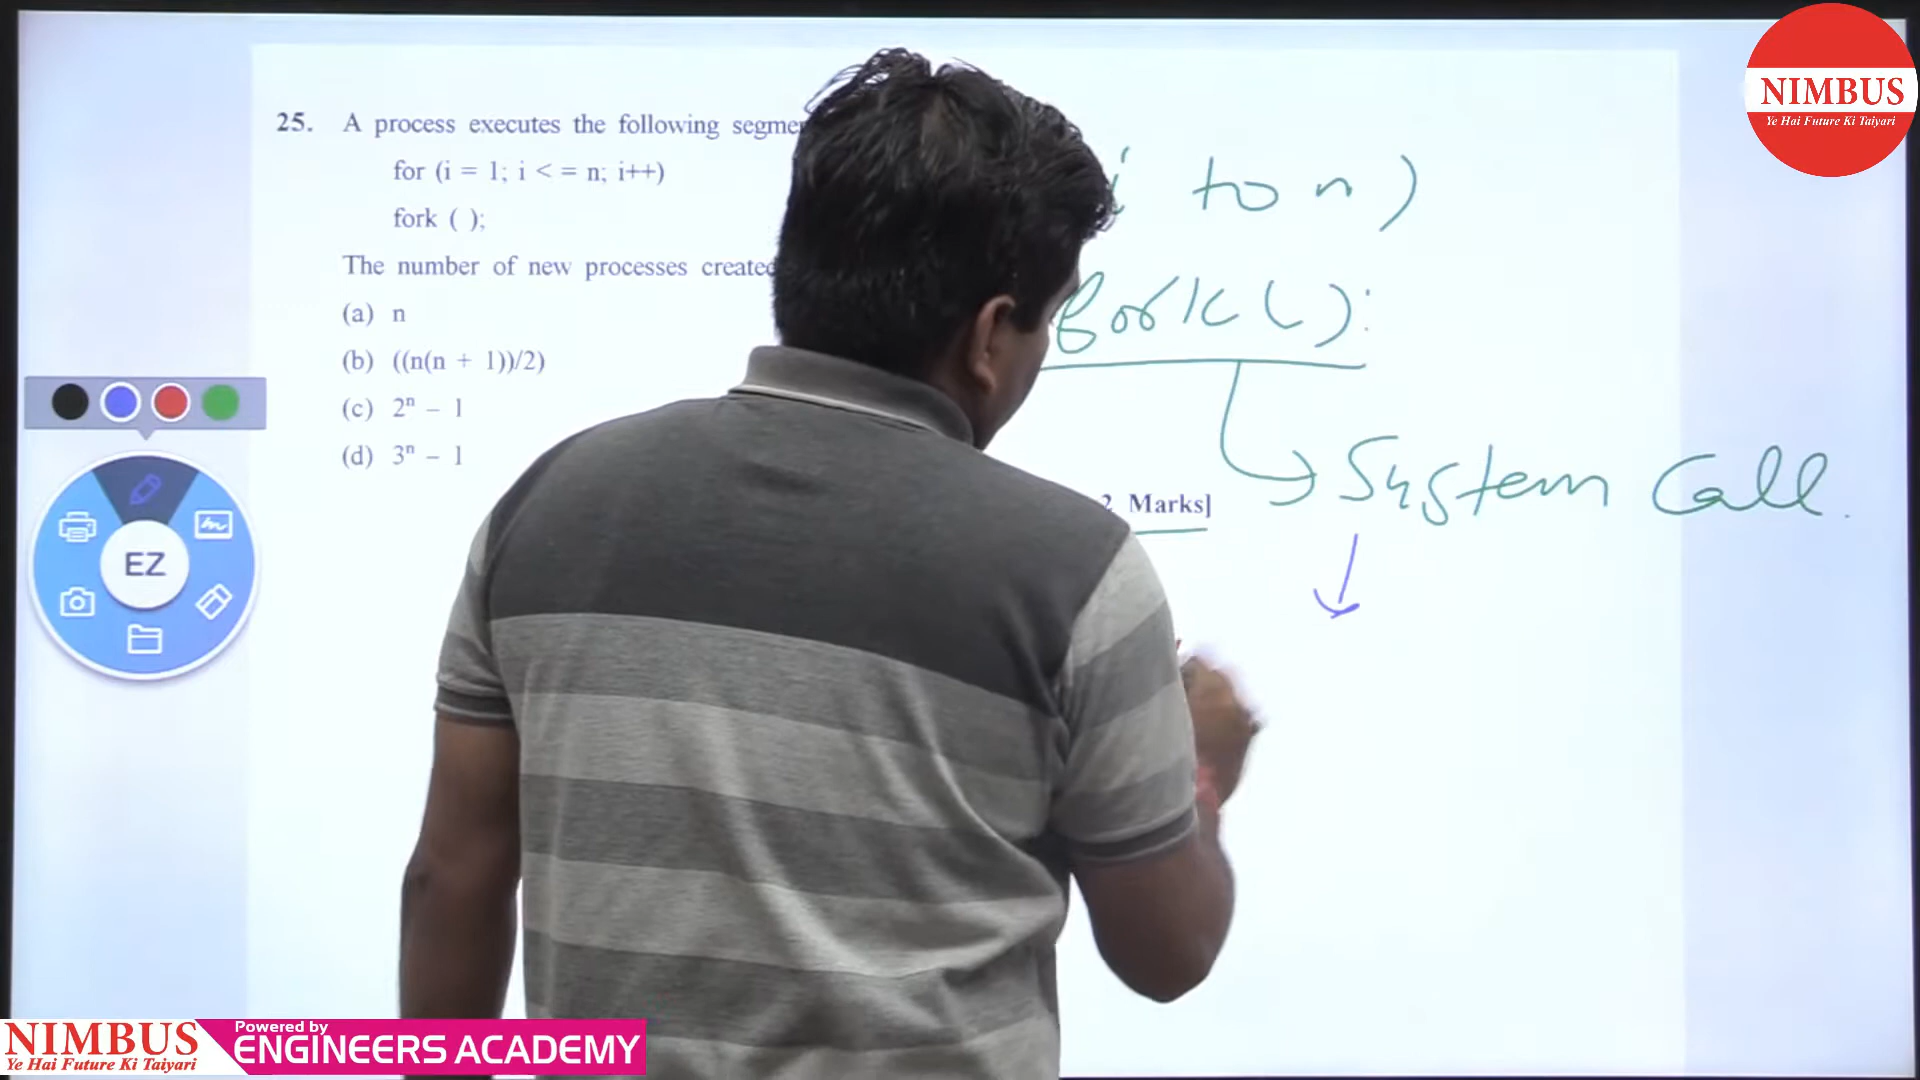 25. A process executes the following
for (i = 1; i < = n; i++)
fork ( );
The number of new processes created
(a) n
(b) ((n(n + 1))/2)
(c) 2ⁿ – 1
(d) 3ⁿ – 1
2 Marks]
i to n)
fork ( ):
System Call.
EZ
NIMBUS
Ye Hai Future Ki Taiyari
NIMBUS
Ye Hai Future Ki Taiyari
Powered by
ENGINEERS ACADEMY